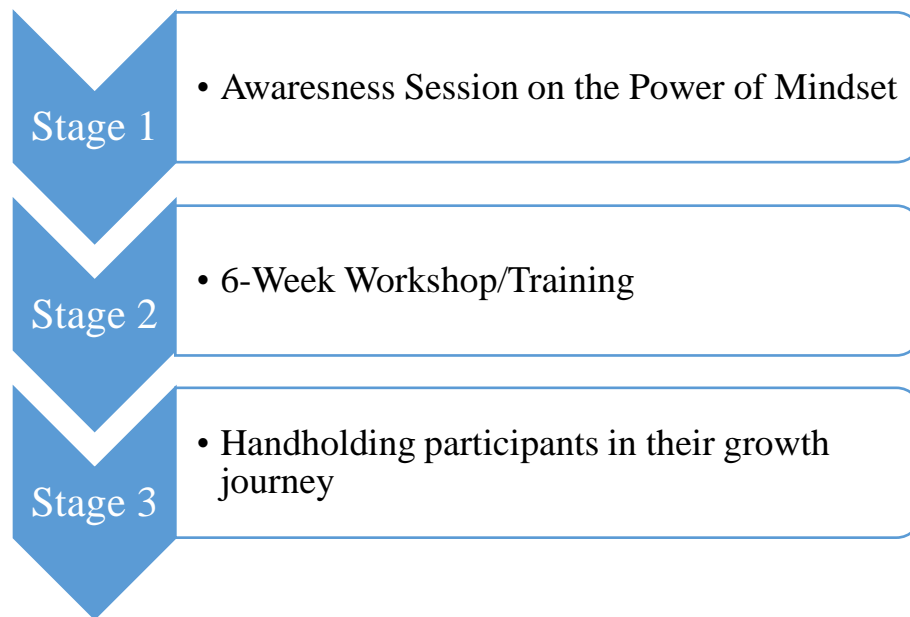 Stage 1
• Awaresness Session on the Power of Mindset
Stage 2
• 6-Week Workshop/Training
Stage 3
• Handholding participants in their growth
journey